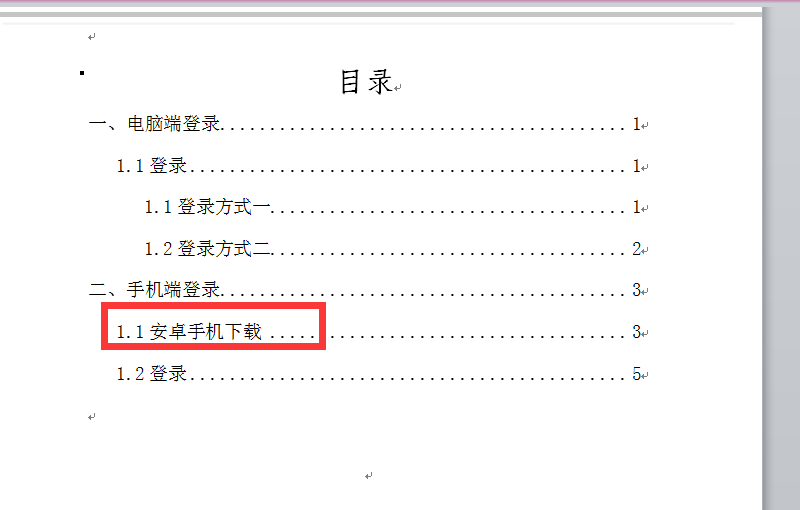 目录
一、电脑端登录........................................1
1.1 登录...........................................1
1.1 登录方式一...................................1
1.2 登录方式二...................................2
二、手机端登录........................................3
1.1 安卓手机下载 ...................................3
1.2 登录...........................................5